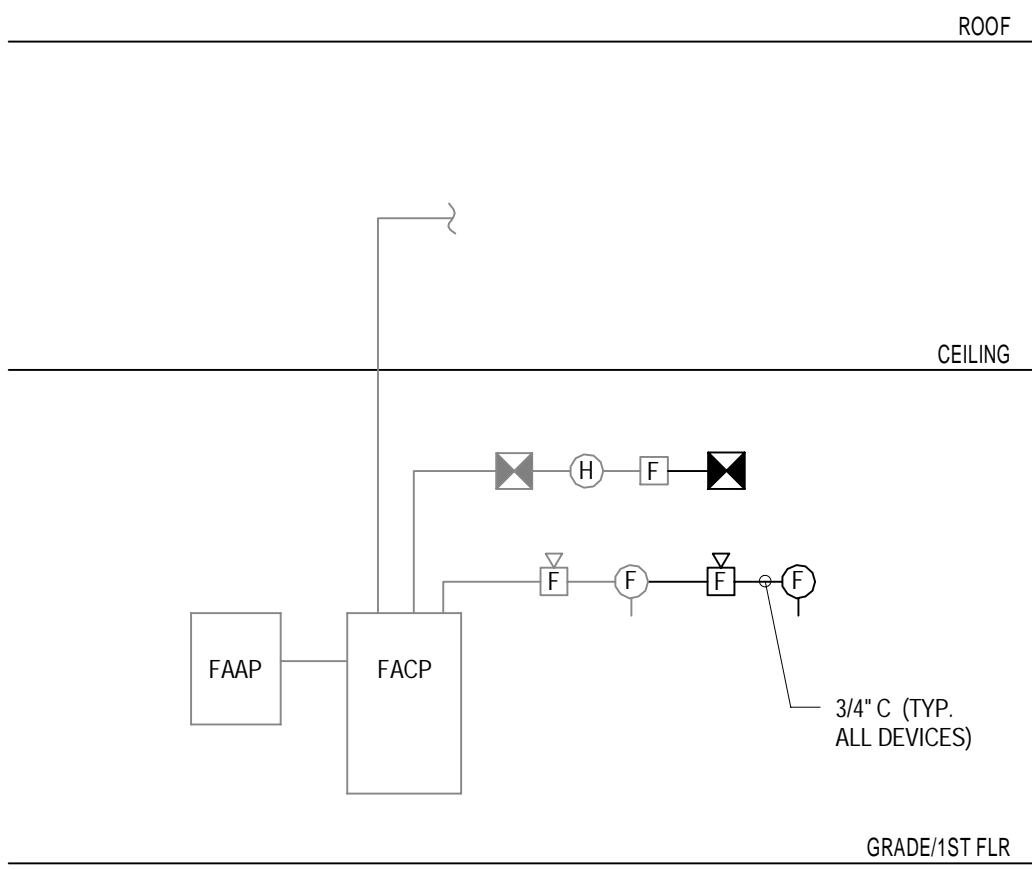 ROOF
CEILING
H F
F F F F
FAAP FACP
3/4" C (TYP.
ALL DEVICES)
GRADE/1ST FLR